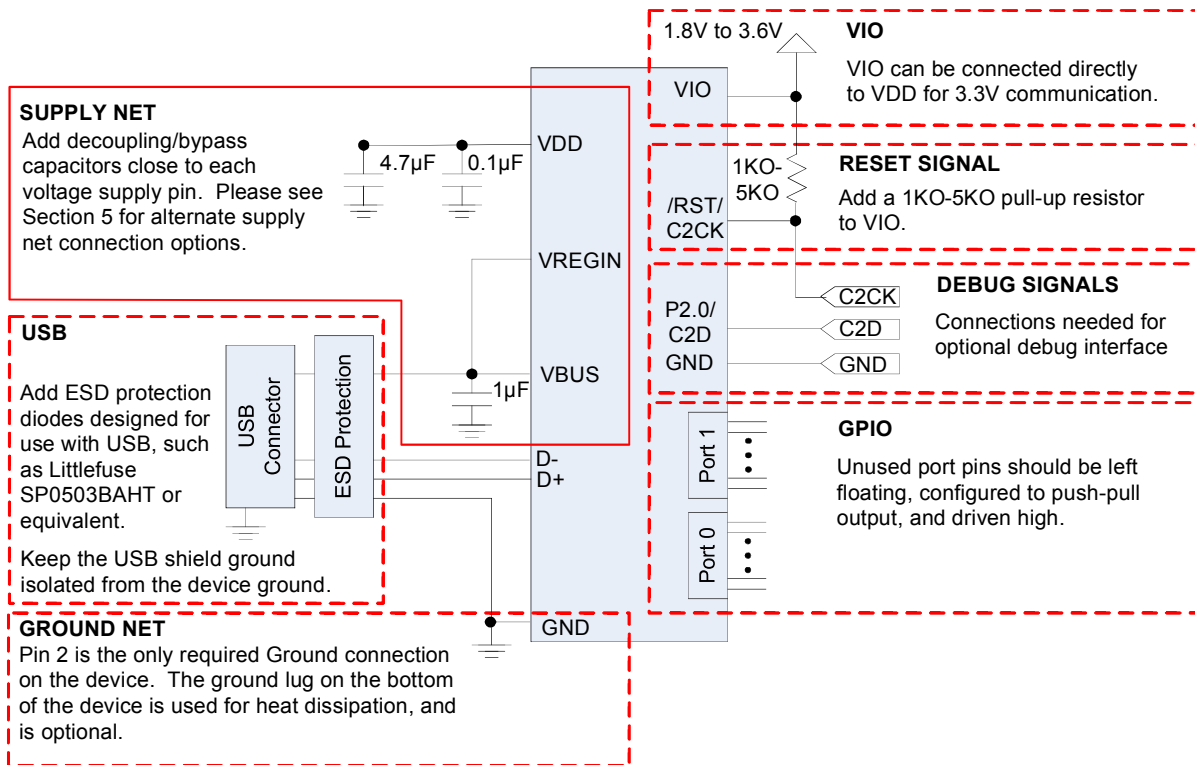 SUPPLY NET
Add decoupling/bypass
capacitors close to each
voltage supply pin.  Please see
Section 5 for alternate supply
net connection options.
4.7µF
0.1µF
VDD
VREGIN
VBUS
1µF
USB
Add ESD protection
diodes designed for
use with USB, such
as Littlefuse
SP0503BAHT or
equivalent.
Keep the USB shield ground
isolated from the device ground.
USB
Connector
ESD Protection
D-
D+
GROUND NET
Pin 2 is the only required Ground connection
on the device.  The ground lug on the bottom
of the device is used for heat dissipation, and
is optional.
GND
1.8V to 3.6V
VIO
VIO
VIO can be connected directly
to VDD for 3.3V communication.
1KO-
5KO
/RST/
C2CK
RESET SIGNAL
Add a 1KO-5KO pull-up resistor
to VIO.
P2.0/
C2D
GND
C2CK
C2D
GND
DEBUG SIGNALS
Connections needed for
optional debug interface
Port 1
Port 0
GPIO
Unused port pins should be left
floating, configured to push-pull
output, and driven high.